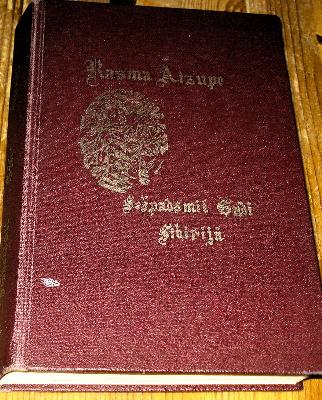 Rasma Aizupe
Sešpadsmit Gadi
Sibīrijā